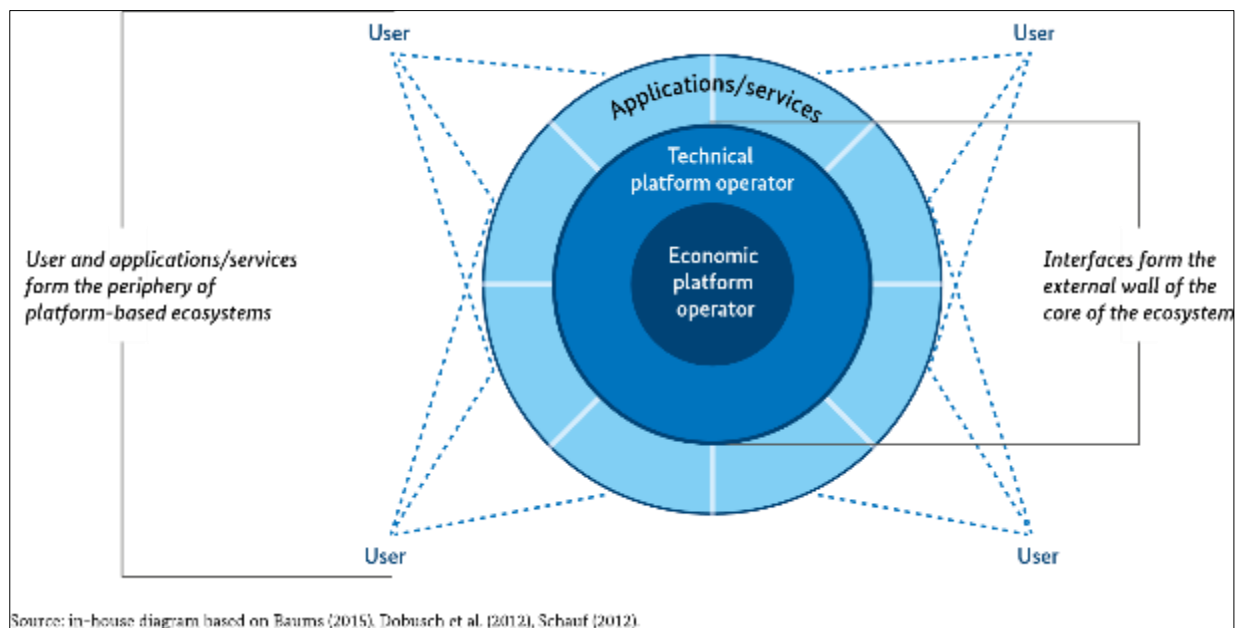 User
User
Applications/services
Technical
platform operator
Economic
platform
operator
User and applications/services
form the periphery of
platform-based ecosystems
Interfaces form the
external wall of the
core of the ecosystem
User
User
Source: in-house diagram based on Baums (2015), Dobusch et al. (2012), Schauf (2012).